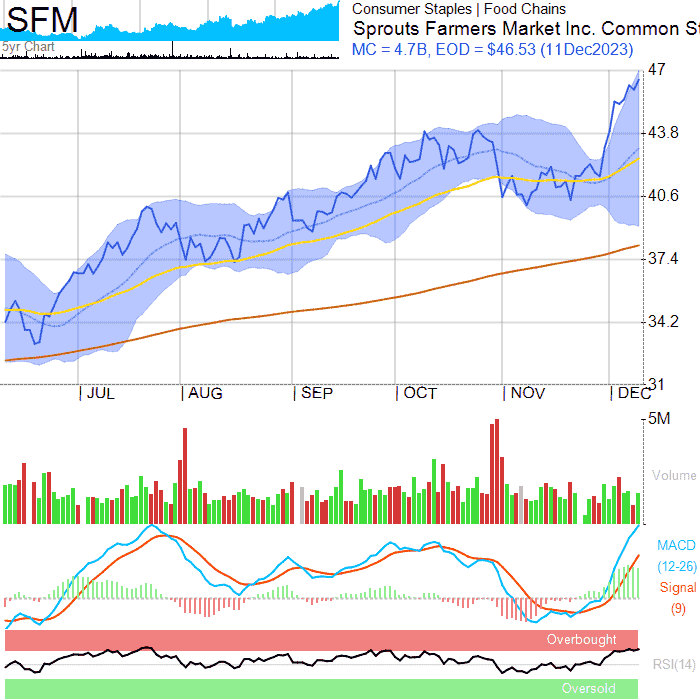 SFM
Consumer Staples | Food Chains
Sprouts Farmers Market Inc. Common St
5yr Chart
MC = 4.7B, EOD = $46.53 (11Dec2023)
47
43.8
40.6
37.4
34.2
31
JUL
AUG
SEP
OCT
NOV
DEC
5M
Volume
MACD
(12-26)
Signal
(9)
Overbought
RSI(14)
Oversold